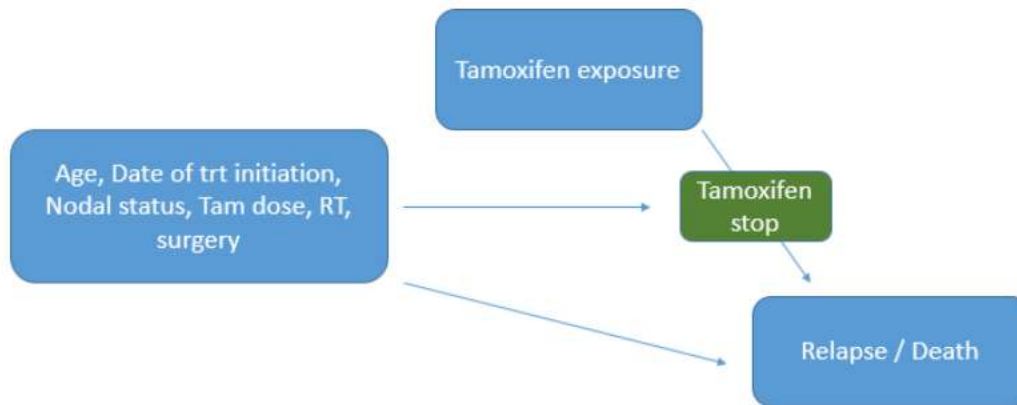 Tamoxifen exposure
Age, Date of trt initiation,
Nodal status, Tam dose, RT,
surgery
Tamoxifen
stop
Relapse / Death